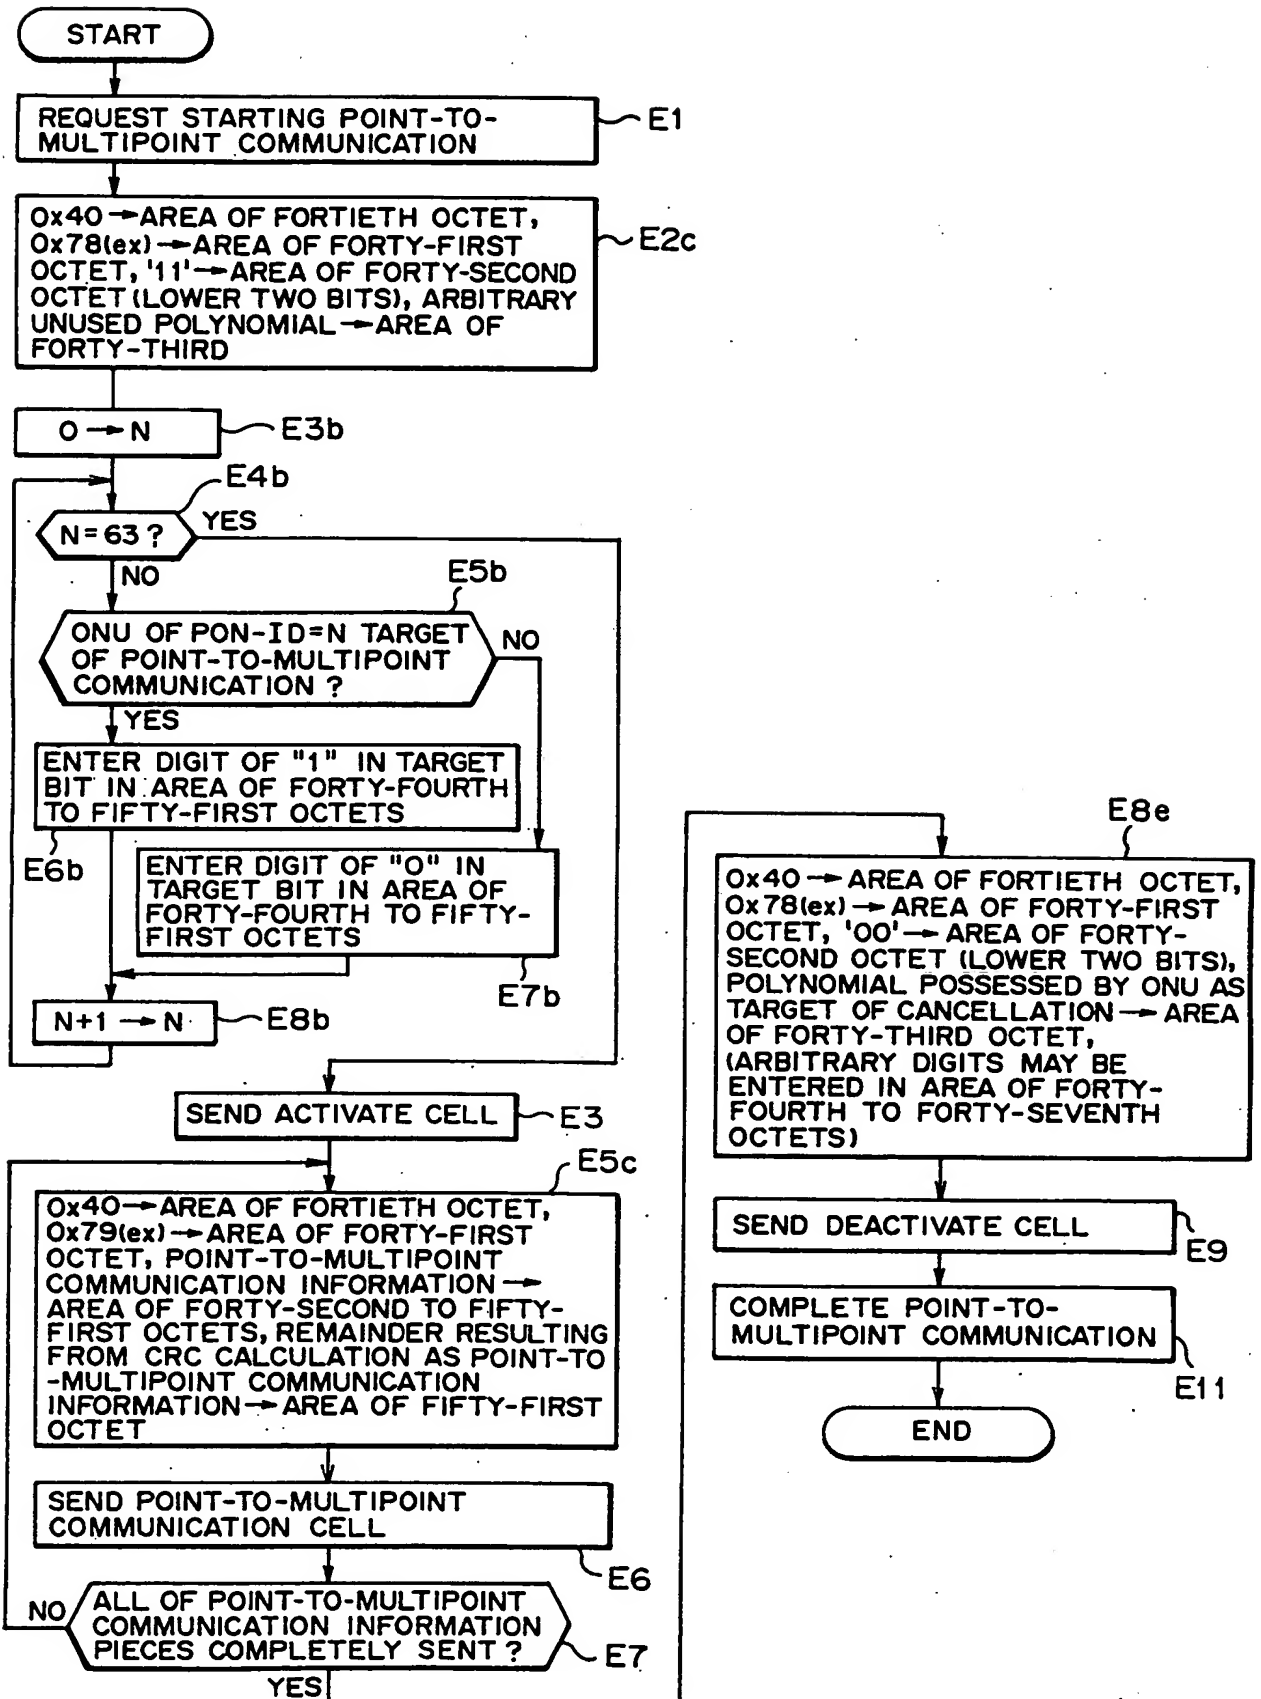 START
REQUEST STARTING POINT-TO-
MULTIPOINT COMMUNICATION
E1
0x40→AREA OF FORTIETH OCTET,
0x78(ex)→AREA OF FORTY-FIRST
OCTET, '11'→AREA OF FORTY-SECOND
OCTET (LOWER TWO BITS), ARBITRARY
UNUSED POLYNOMIAL→AREA OF
FORTY-THIRD
E2c
0→N
E3b
E4b
N=63?
YES
NO
E5b
ONU OF PON-ID=N TARGET
OF POINT-TO-MULTIPOINT
COMMUNICATION ?
NO
YES
ENTER DIGIT OF "1" IN TARGET
BIT IN AREA OF FORTY-FOURTH
TO FIFTY-FIRST OCTETS
E6b
ENTER DIGIT OF "0" IN
TARGET BIT IN AREA OF
FORTY-FOURTH TO FIFTY-
FIRST OCTETS
E7b
N+1→N
E8b
SEND ACTIVATE CELL
E3
E5c
0x40→AREA OF FORTIETH OCTET,
0x79(ex)→AREA OF FORTY-FIRST
OCTET, POINT-TO-MULTIPOINT
COMMUNICATION INFORMATION→
AREA OF FORTY-SECOND TO FIFTY-
FIRST OCTETS, REMAINDER RESULTING
FROM CRC CALCULATION AS POINT-TO
-MULTIPOINT COMMUNICATION
INFORMATION→AREA OF FIFTY-FIRST
OCTET
SEND POINT-TO-MULTIPOINT
COMMUNICATION CELL
E6
ALL OF POINT-TO-MULTIPOINT
COMMUNICATION INFORMATION
PIECES COMPLETELY SENT ?
NO
E7
YES
E8e
0x40→AREA OF FORTIETH OCTET,
0x78(ex)→AREA OF FORTY-FIRST
OCTET, '00'→AREA OF FORTY-
SECOND OCTET (LOWER TWO BITS),
POLYNOMIAL POSSESSED BY ONU AS
TARGET OF CANCELLATION→AREA
OF FORTY-THIRD OCTET,
(ARBITRARY DIGITS MAY BE
ENTERED IN AREA OF FORTY-
FOURTH TO FORTY-SEVENTH
OCTETS)
SEND DEACTIVATE CELL
E9
COMPLETE POINT-TO-
MULTIPOINT COMMUNICATION
E11
END